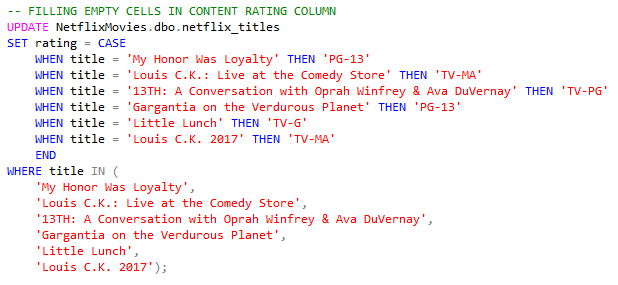 -- FILLING EMPTY CELLS IN CONTENT RATING COLUMN
UPDATE NetflixMovies.dbo.netflix_titles
SET rating = CASE
    WHEN title = 'My Honor Was Loyalty' THEN 'PG-13'
    WHEN title = 'Louis C.K.: Live at the Comedy Store' THEN 'TV-MA'
    WHEN title = '13TH: A Conversation with Oprah Winfrey & Ava DuVernay' THEN 'TV-PG'
    WHEN title = 'Gargantia on the Verdurous Planet' THEN 'PG-13'
    WHEN title = 'Little Lunch' THEN 'TV-G'
    WHEN title = 'Louis C.K. 2017' THEN 'TV-MA'
    END
WHERE title IN (
    'My Honor Was Loyalty',
    'Louis C.K.: Live at the Comedy Store',
    '13TH: A Conversation with Oprah Winfrey & Ava DuVernay',
    'Gargantia on the Verdurous Planet',
    'Little Lunch',
    'Louis C.K. 2017');